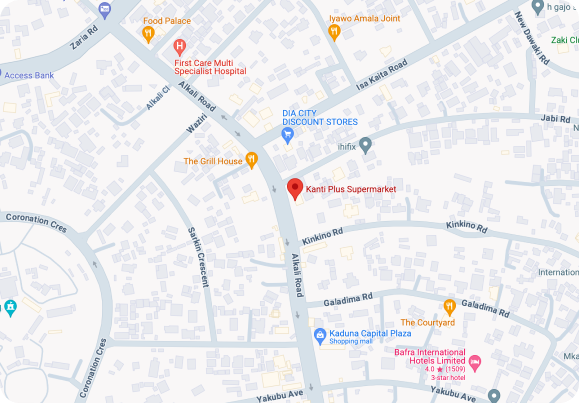 h gajo
Food Palace
Iyawo Amala Joint
New Dawaki Rd
Zaria Rd
Zaki Cl
First Care Multi
Specialist Hospital
Access Bank
Isa Kaita Road
Alkali Cl
Alkali Road
DIA CITY
DISCOUNT STORES
Jabi Rd
Waziri
ihifix
The Grill House
Kanti Plus Supermarket
Coronation Cres
Kinkino Rd
Kinkino Rd
Sarkin Crescent
Alkali Road
International
Galadima Rd
Galadima Rd
The Courtyard
Kaduna Capital Plaza
Shopping mall
Coronation Cres
Bafra International
Hotels Limited
4.0 ★ (1509)
3-star hotel
Mka
Yakubu Ave
Yakubu Ave